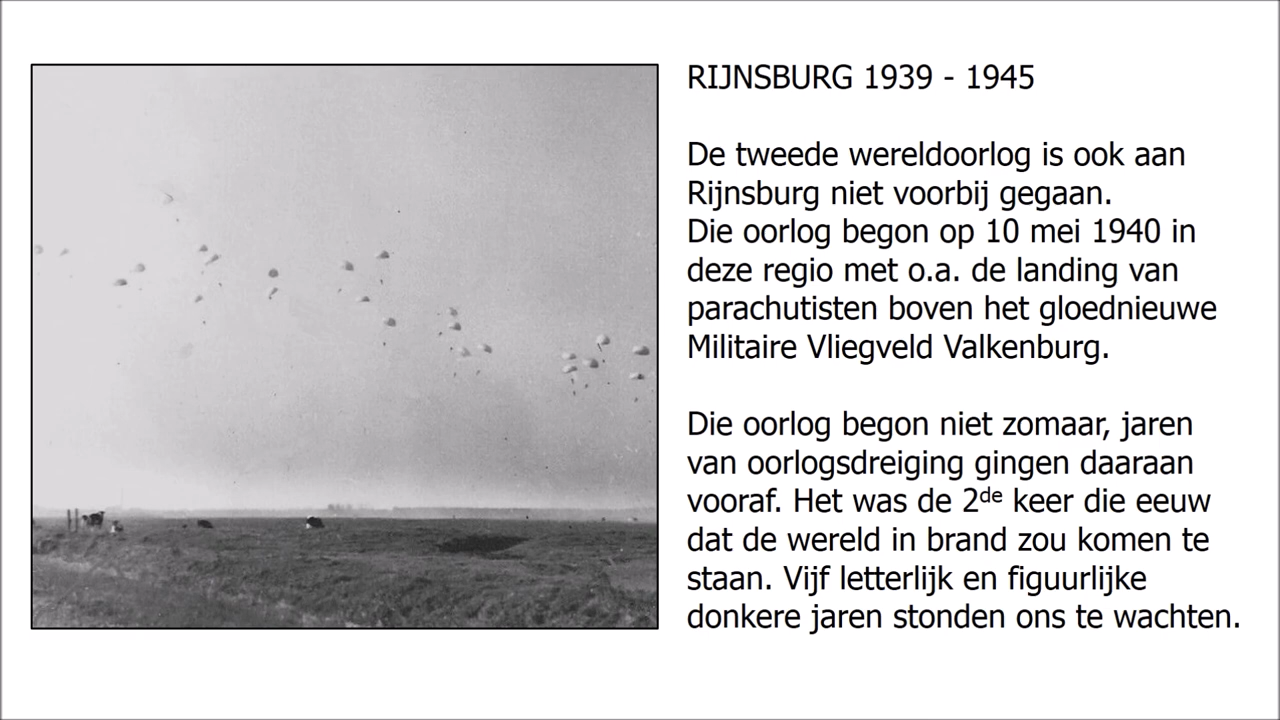 RIJNSBURG 1939 - 1945
De tweede wereldoorlog is ook aan
Rijnsburg niet voorbij gegaan.
Die oorlog begon op 10 mei 1940 in
deze regio met o.a. de landing van
parachutisten boven het gloednieuwe
Militaire Vliegveld Valkenburg.
Die oorlog begon niet zomaar, jaren
van oorlogsdreiging gingen daaraan
vooraf. Het was de 2de keer die eeuw
dat de wereld in brand zou komen te
staan. Vijf letterlijk en figuurlijke
donkere jaren stonden ons te wachten.